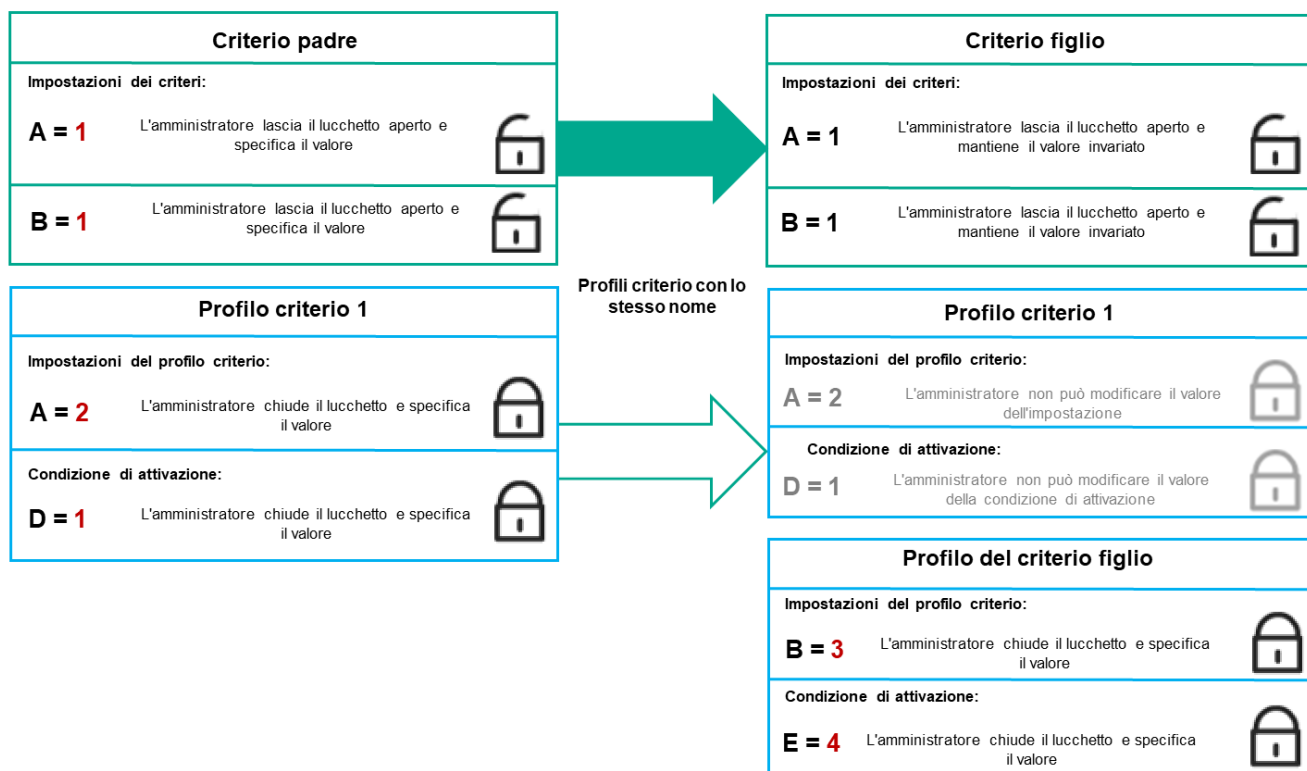 Criterio padre
Impostazioni dei criteri:
A = 1
L'amministratore lascia il lucchetto aperto e
specifica il valore
B = 1
L'amministratore lascia il lucchetto aperto e
specifica il valore
Profilo criterio 1
Impostazioni del profilo criterio:
A = 2
L'amministratore chiude il lucchetto e specifica
il valore
Condizione di attivazione:
D = 1
L'amministratore chiude il lucchetto e specifica
il valore
Profili criterio con lo
stesso nome
Criterio figlio
Impostazioni dei criteri:
A = 1
L'amministratore lascia il lucchetto aperto e
mantiene il valore invariato
B = 1
L'amministratore lascia il lucchetto aperto e
mantiene il valore invariato
Profilo criterio 1
Impostazioni del profilo criterio:
A = 2
L'amministratore non può modificare il valore
dell'impostazione
Condizione di attivazione:
D = 1
L'amministratore non può modificare il valore
della condizione di attivazione
Profilo del criterio figlio
Impostazioni del profilo criterio:
B = 3
L'amministratore chiude il lucchetto e specifica
il valore
Condizione di attivazione:
E = 4
L'amministratore chiude il lucchetto e specifica
il valore